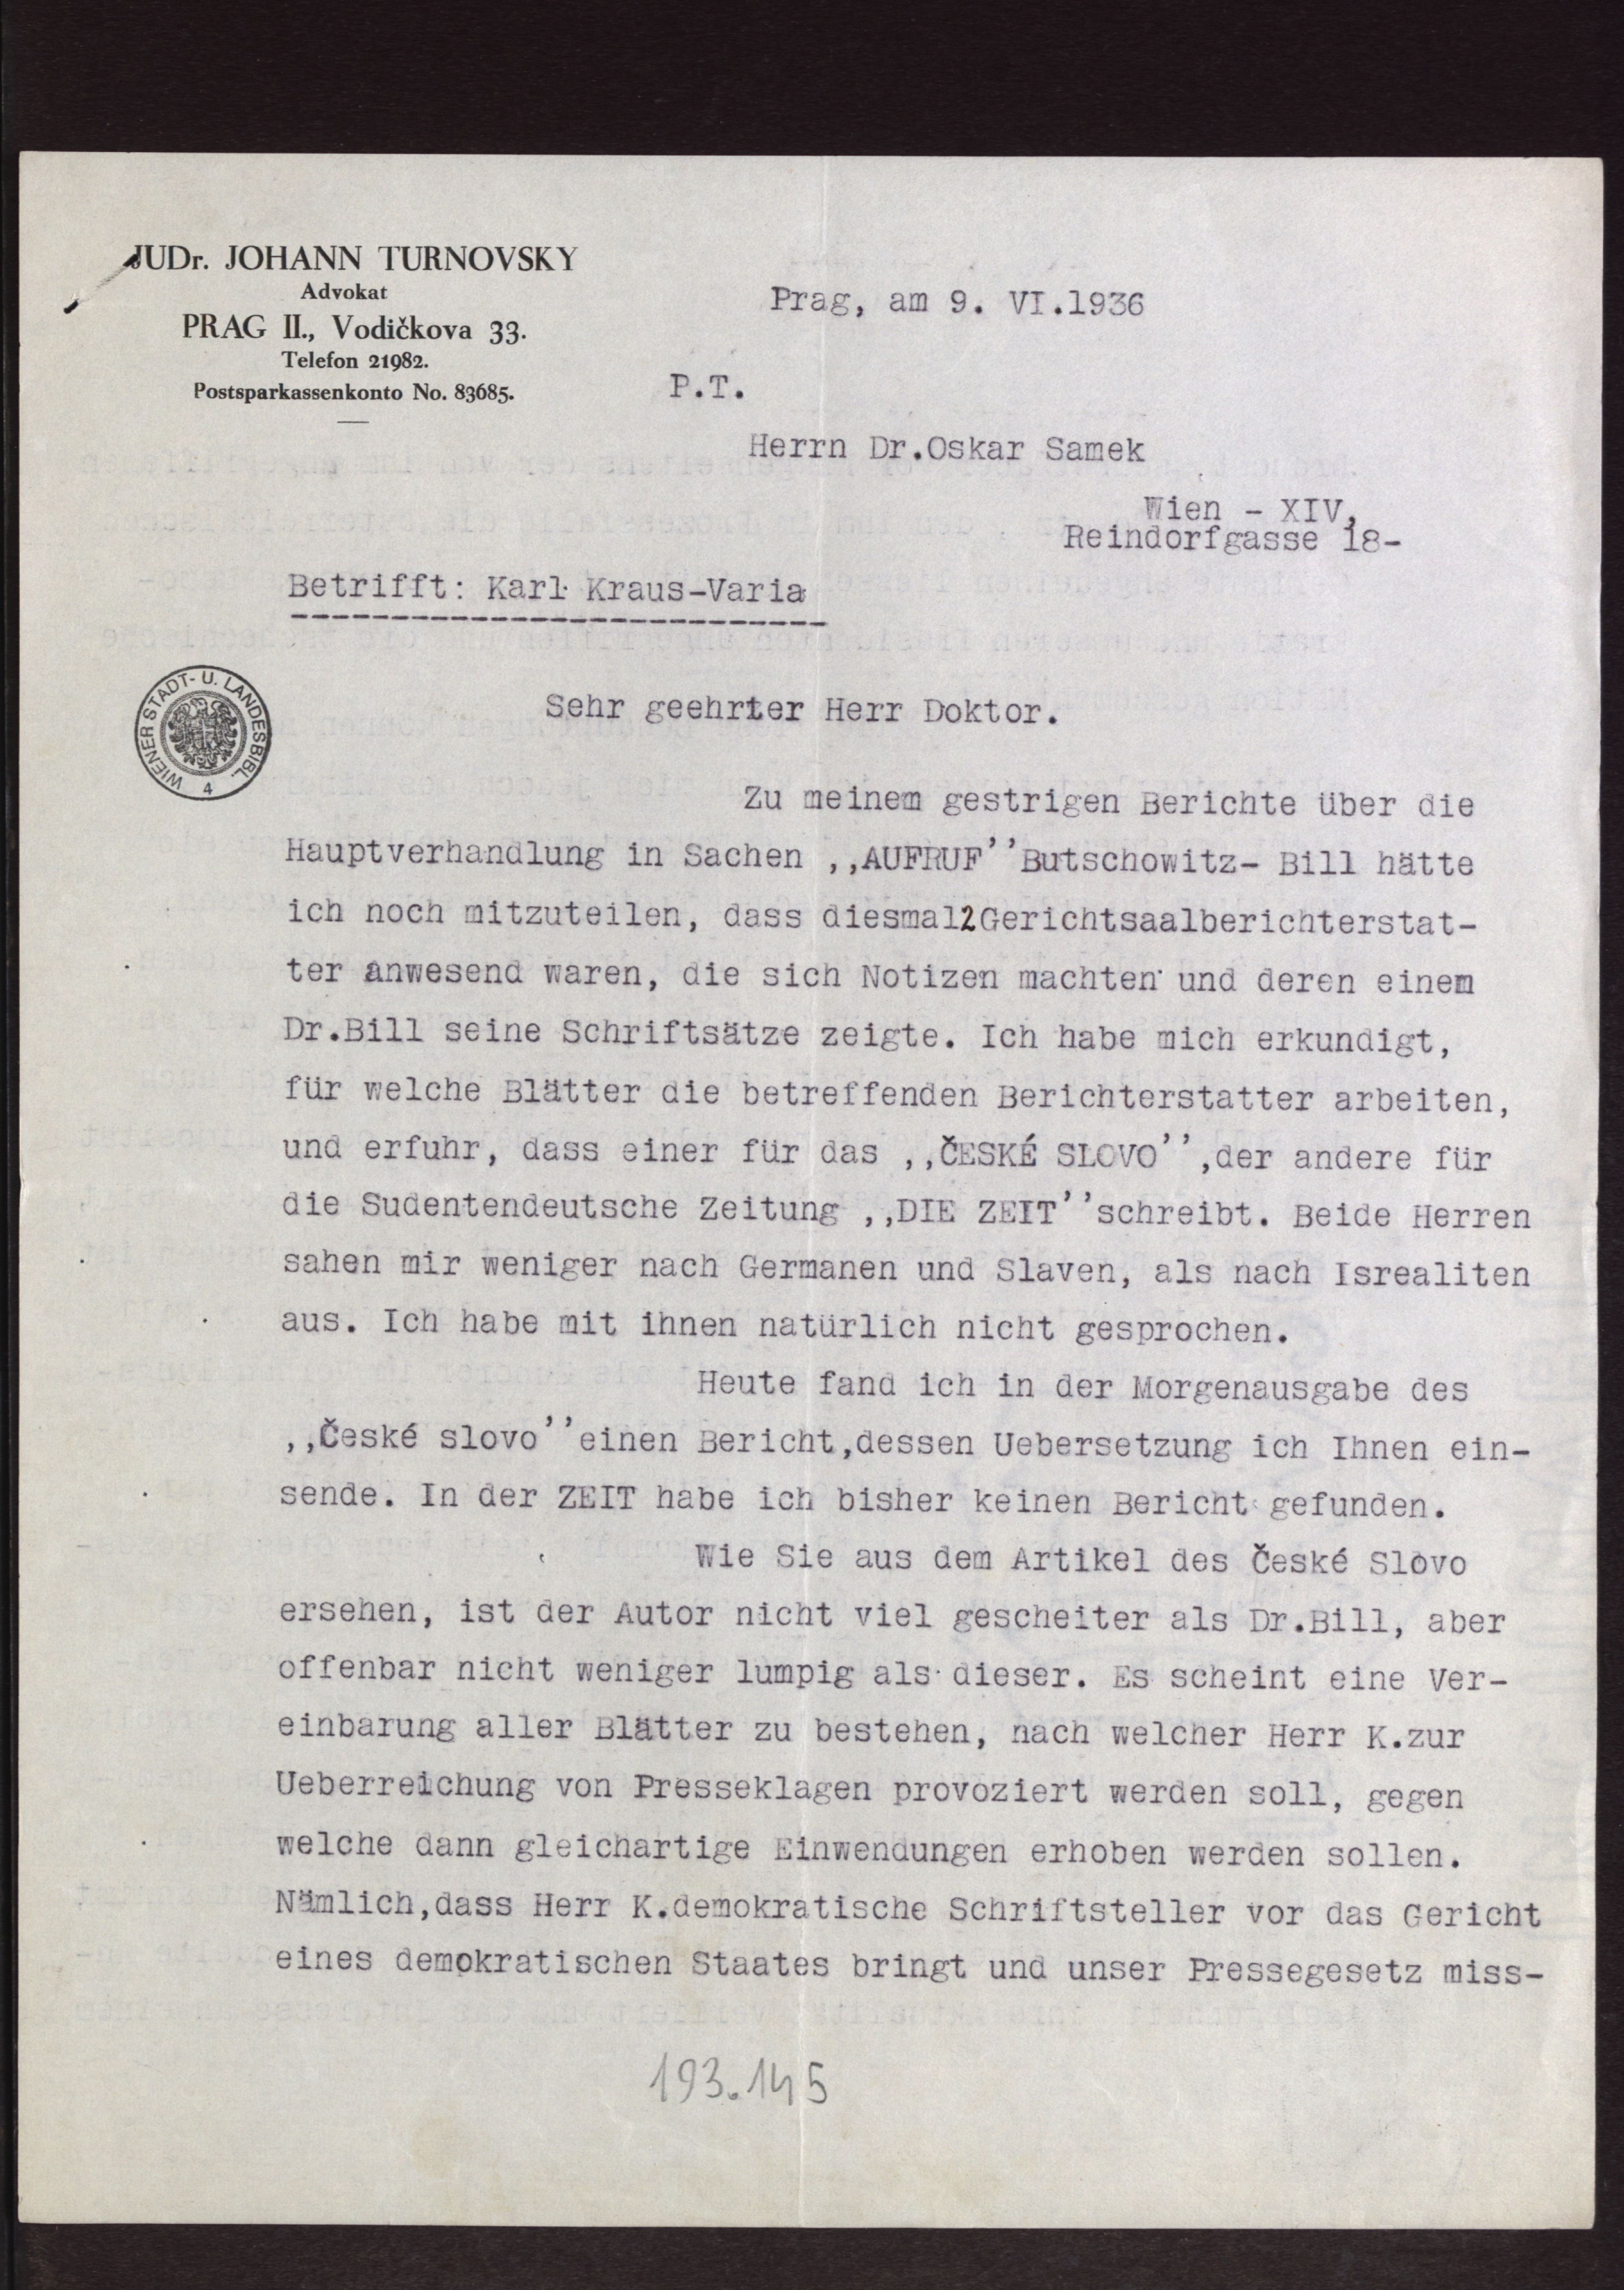 JUDr. JOHANN TURNOVSKY
Advokat
PRAG II., Vodičkova 33.
Telefon 21982.
Postsparkassenkonto No. 83685.
Prag, am 9. VI.1936
P.T.
Herrn Dr.Oskar Samek
Wien - XIV,
Reindorfgasse 18-
Betrifft: Karl Kraus-Varia
WIENER STADT- U. LANDESBIBL.
4
Sehr geehrter Herr Doktor.
Zu meinem gestrigen Berichte über die
Hauptverhandlung in Sachen ,,AUFRUF’’Butschowitz- Bill hätte
ich noch mitzuteilen, dass diesmal2Gerichtsaalberichterstat-
ter anwesend waren, die sich Notizen machten und deren einem
Dr.Bill seine Schriftsätze zeigte. Ich habe mich erkundigt,
für welche Blätter die betreffenden Berichterstatter arbeiten,
und erfuhr, dass einer für das ,,ČESKÉ SLOVO’’,der andere für
die Sudentendeutsche Zeitung ,,DIE ZEIT’’schreibt. Beide Herren
sahen mir weniger nach Germanen und Slaven, als nach Isrealiten
aus. Ich habe mit ihnen natürlich nicht gesprochen.
Heute fand ich in der Morgenausgabe des
,,České slovo’’einen Bericht,dessen Uebersetzung ich Ihnen ein-
sende. In der ZEIT habe ich bisher keinen Bericht gefunden.
Wie Sie aus dem Artikel des České Slovo
ersehen, ist der Autor nicht viel gescheiter als Dr.Bill, aber
offenbar nicht weniger lumpig als dieser. Es scheint eine Ver-
einbarung aller Blätter zu bestehen, nach welcher Herr K.zur
Ueberreichung von Presseklagen provoziert werden soll, gegen
welche dann gleichartige Einwendungen erhoben werden sollen.
Nämlich,dass Herr K.demokratische Schriftsteller vor das Gericht
eines demokratischen Staates bringt und unser Pressegesetz miss-
193.145